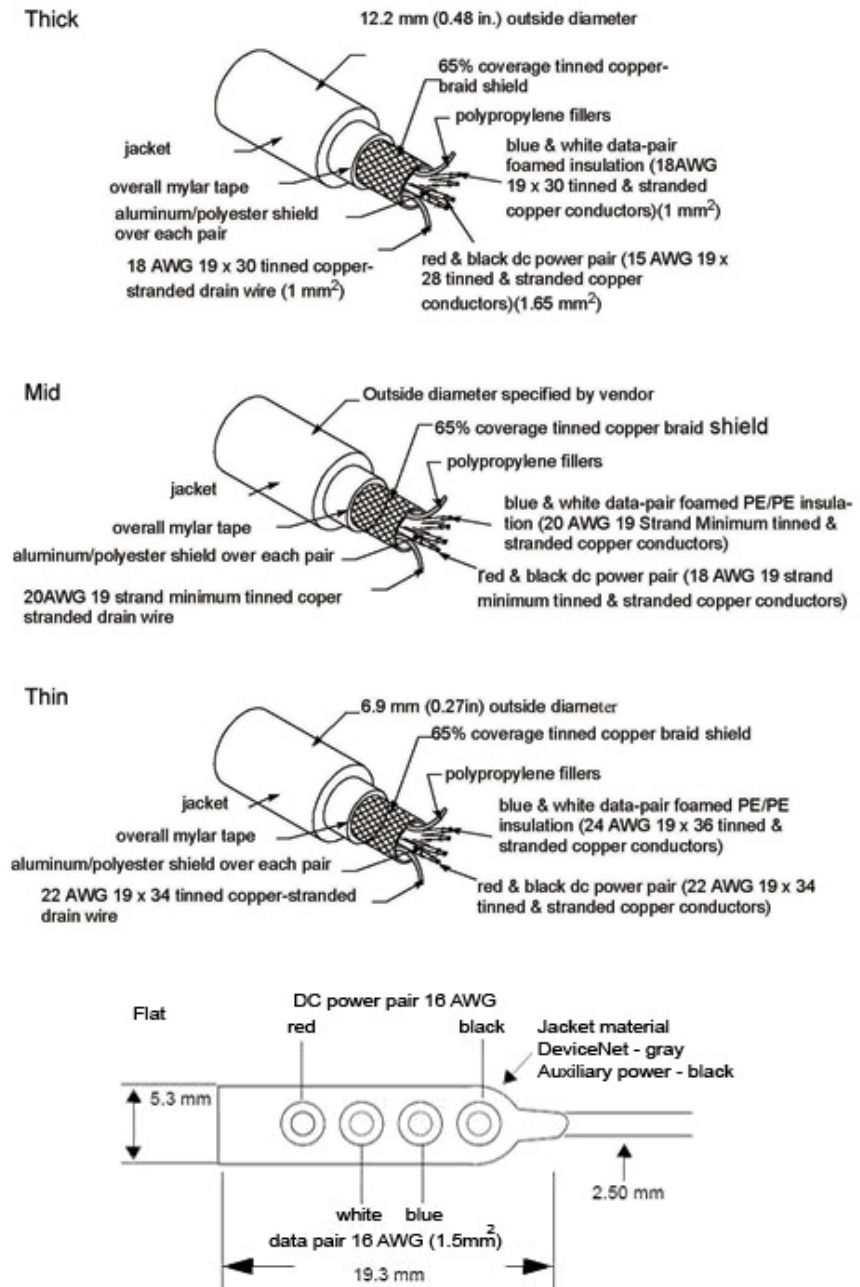 Thick
12.2 mm (0.48 in.) outside diameter
65% coverage tinned copper-
braid shield
polypropylene fillers
jacket
blue & white data-pair
foamed insulation (18AWG
19 x 30 tinned & stranded
copper conductors)(1 mm²)
overall mylar tape
aluminum/polyester shield
over each pair
18 AWG 19 x 30 tinned copper-
stranded drain wire (1 mm²)
red & black dc power pair (15 AWG 19 x
28 tinned & stranded copper
conductors)(1.65 mm²)
Mid
Outside diameter specified by vendor
65% coverage tinned copper braid shield
polypropylene fillers
jacket
blue & white data-pair foamed PE/PE insula-
tion (20 AWG 19 Strand Minimum tinned &
stranded copper conductors)
overall mylar tape
aluminum/polyester shield over each pair
20AWG 19 strand minimum tinned coper
stranded drain wire
red & black dc power pair (18 AWG 19 strand
minimum tinned & stranded copper conductors)
Thin
6.9 mm (0.27in) outside diameter
65% coverage tinned copper braid shield
polypropylene fillers
jacket
blue & white data-pair foamed PE/PE
insulation (24 AWG 19 x 36 tinned &
stranded copper conductors)
overall mylar tape
aluminum/polyester shield over each pair
22 AWG 19 x 34 tinned copper-stranded
drain wire
red & black dc power pair (22 AWG 19 x 34
tinned & stranded copper conductors)
Flat
DC power pair 16 AWG
red
black
Jacket material
DeviceNet - gray
Auxiliary power - black
5.3 mm
2.50 mm
white
blue
data pair 16 AWG (1.5mm²)
19.3 mm